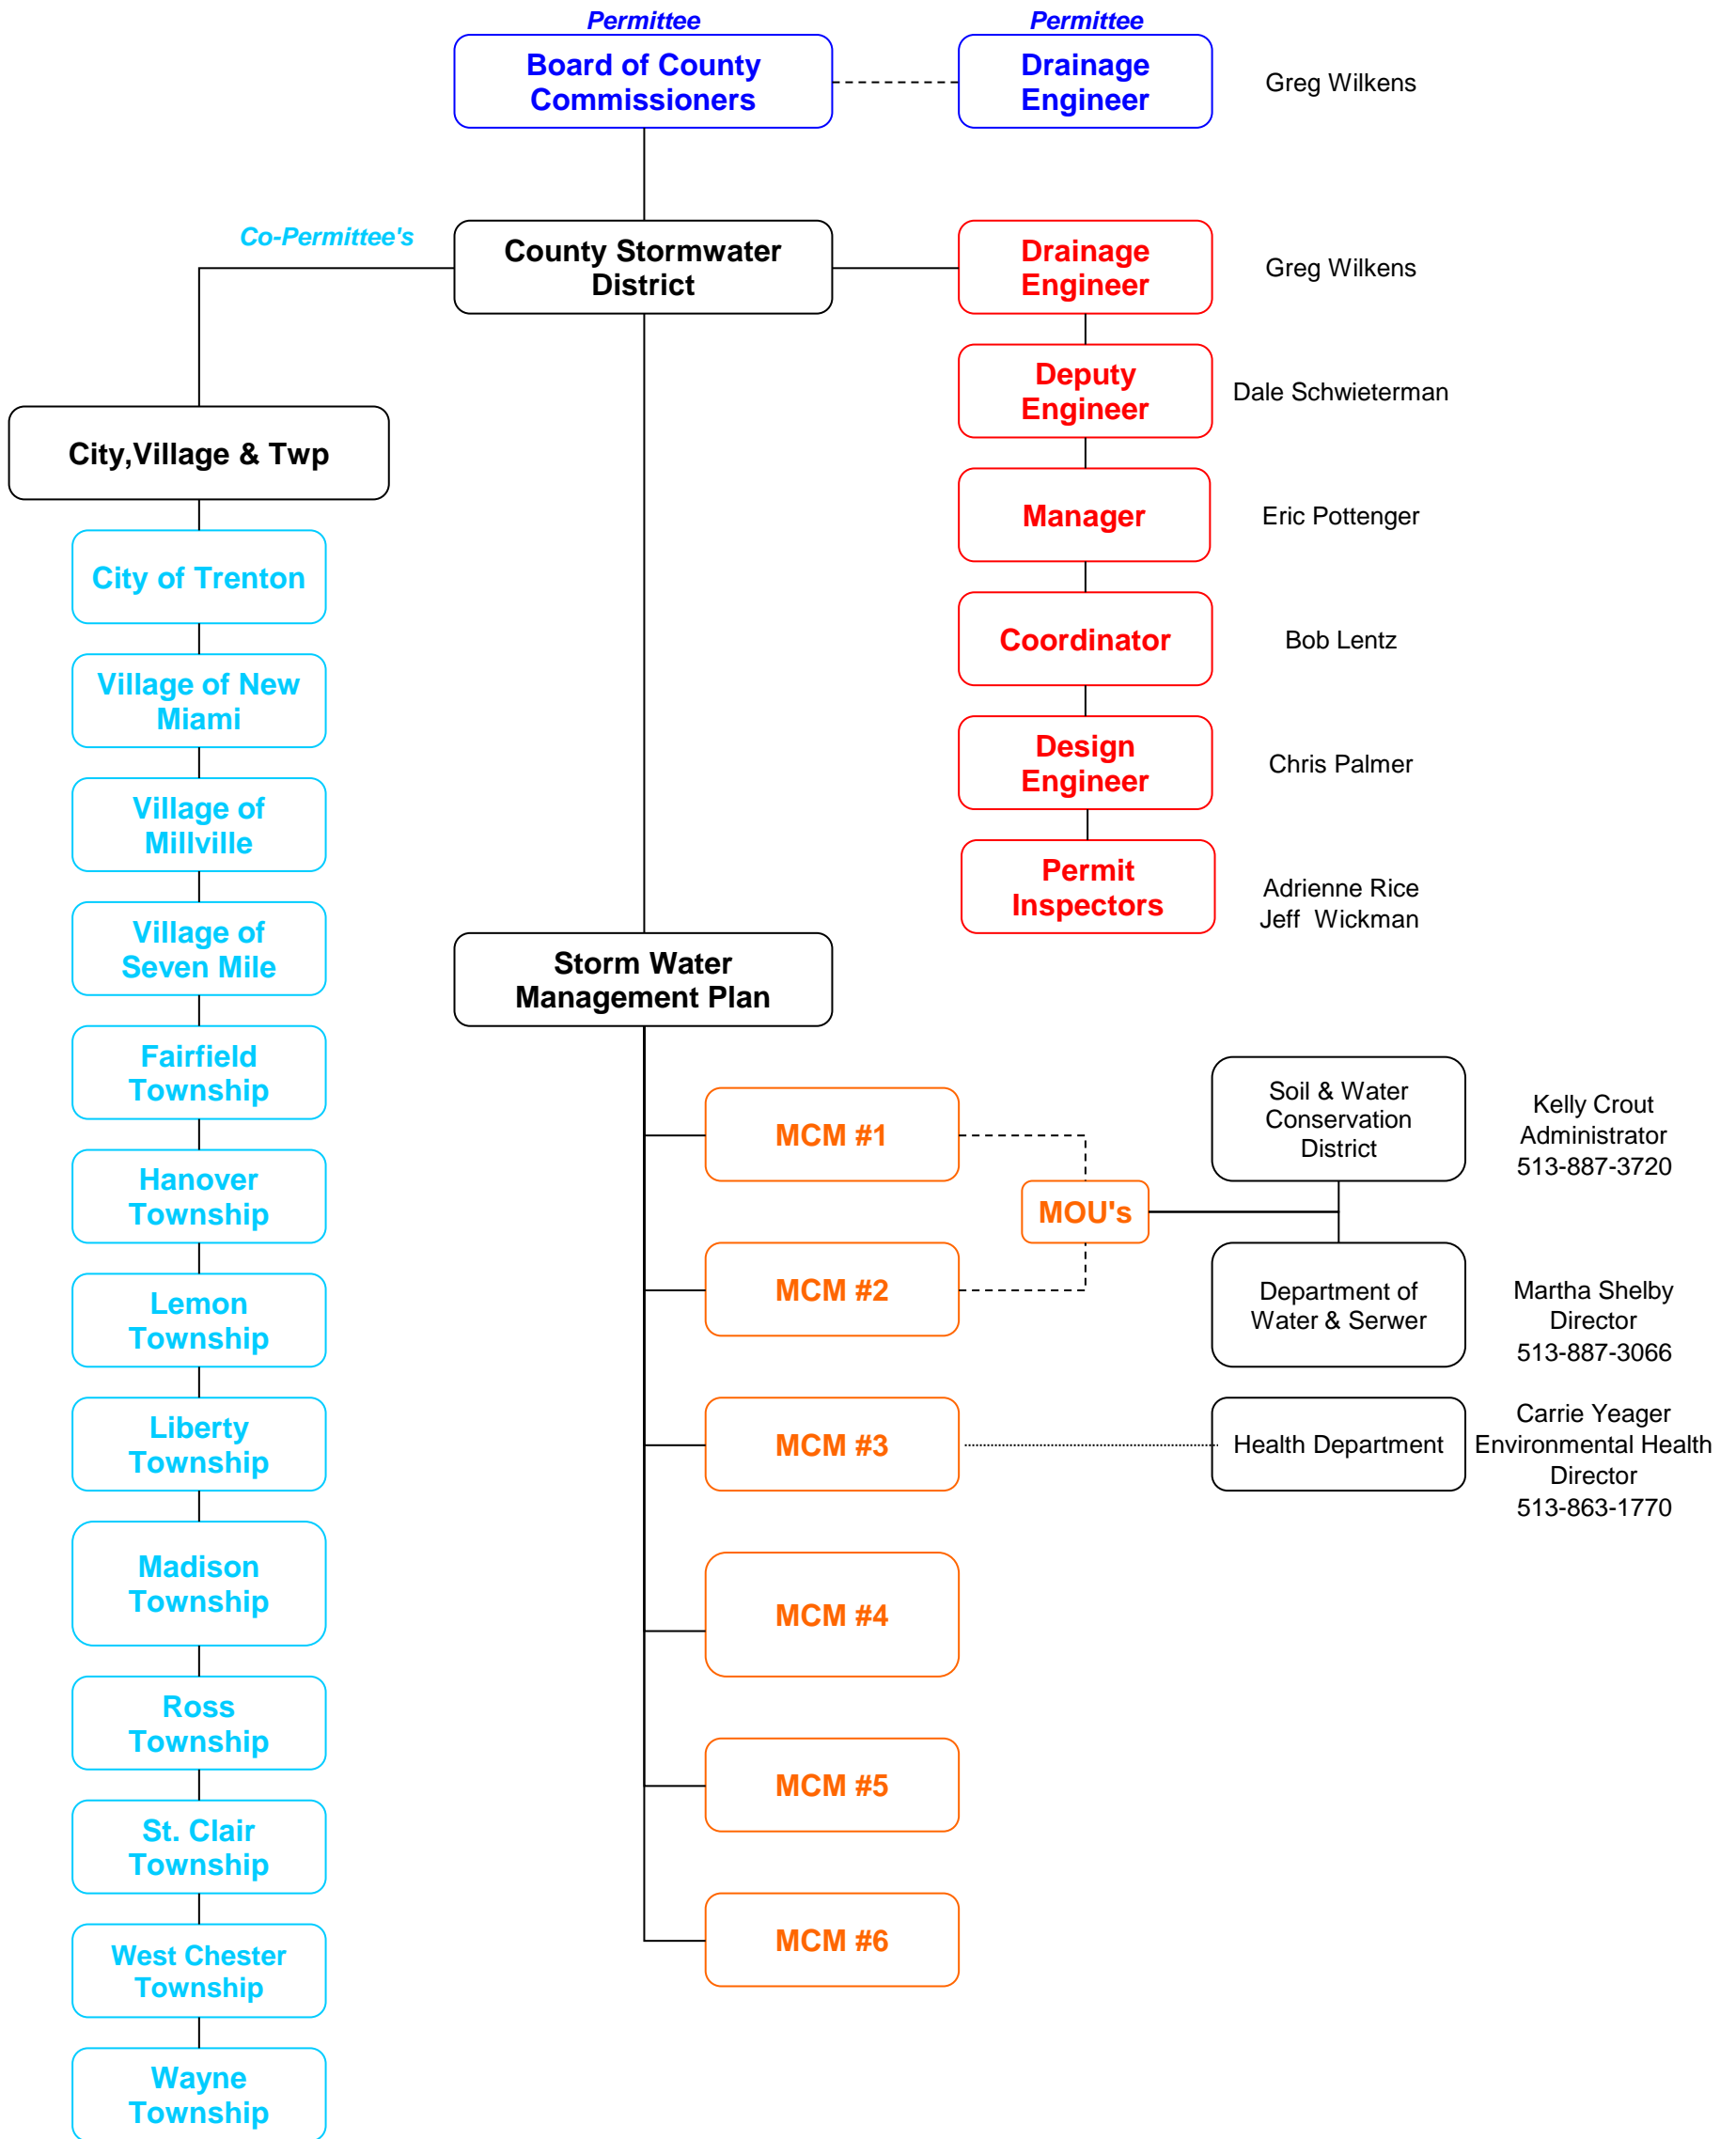 Permittee
Permittee
Board of County
Commissioners
Drainage
Engineer
Greg Wilkens
Co-Permittee's
County Stormwater
District
Drainage
Engineer
Greg Wilkens
Deputy
Engineer
Dale Schwieterman
City,Village & Twp
Manager
Eric Pottenger
City of Trenton
Coordinator
Bob Lentz
Village of New
Miami
Design
Engineer
Chris Palmer
Village of
Millville
Permit
Inspectors
Adrienne Rice
Jeff  Wickman
Village of
Seven Mile
Storm Water
Management Plan
Fairfield
Township
MCM #1
Soil & Water
Conservation
District
Kelly Crout
Administrator
513-887-3720
Hanover
Township
MOU's
Lemon
Township
MCM #2
Department of
Water & Serwer
Martha Shelby
Director
513-887-3066
Liberty
Township
MCM #3
Health Department
Carrie Yeager
Environmental Health
Director
513-863-1770
Madison
Township
MCM #4
Ross
Township
MCM #5
St. Clair
Township
West Chester
Township
MCM #6
Wayne
Township